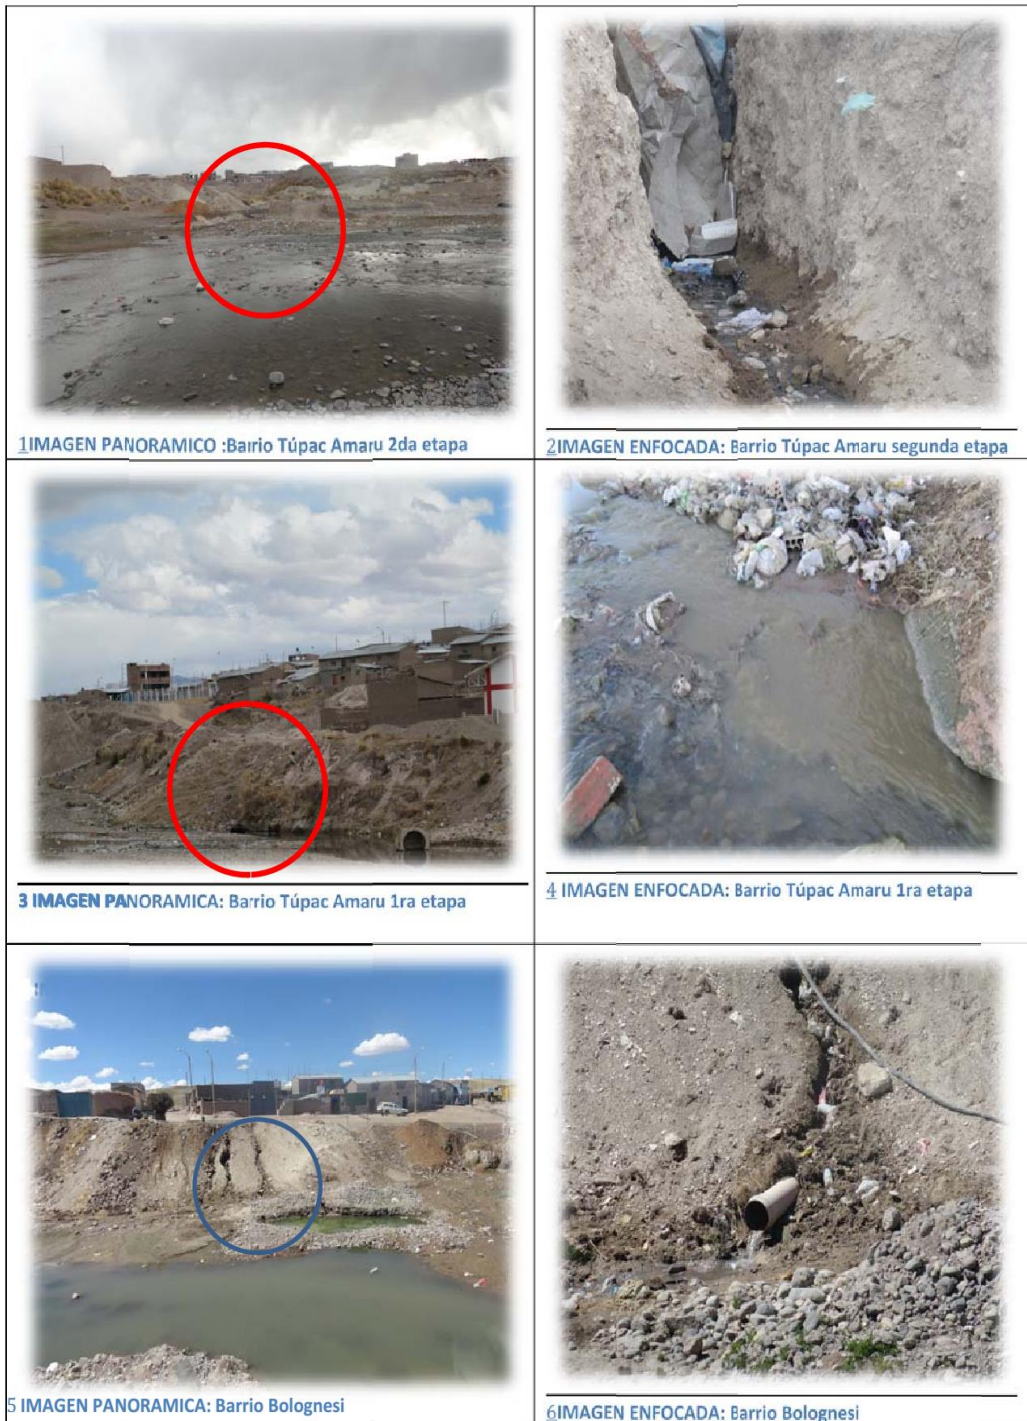 1IMAGEN PANORAMICO :Barrio Túpac Amaru 2da etapa
2IMAGEN ENFOCADA: Barrio Túpac Amaru segunda etapa
3 IMAGEN PANORAMICA: Barrio Túpac Amaru 1ra etapa
4 IMAGEN ENFOCADA: Barrio Túpac Amaru 1ra etapa
5 IMAGEN PANORAMICA: Barrio Bolognesi
6IMAGEN ENFOCADA: Barrio Bolognesi